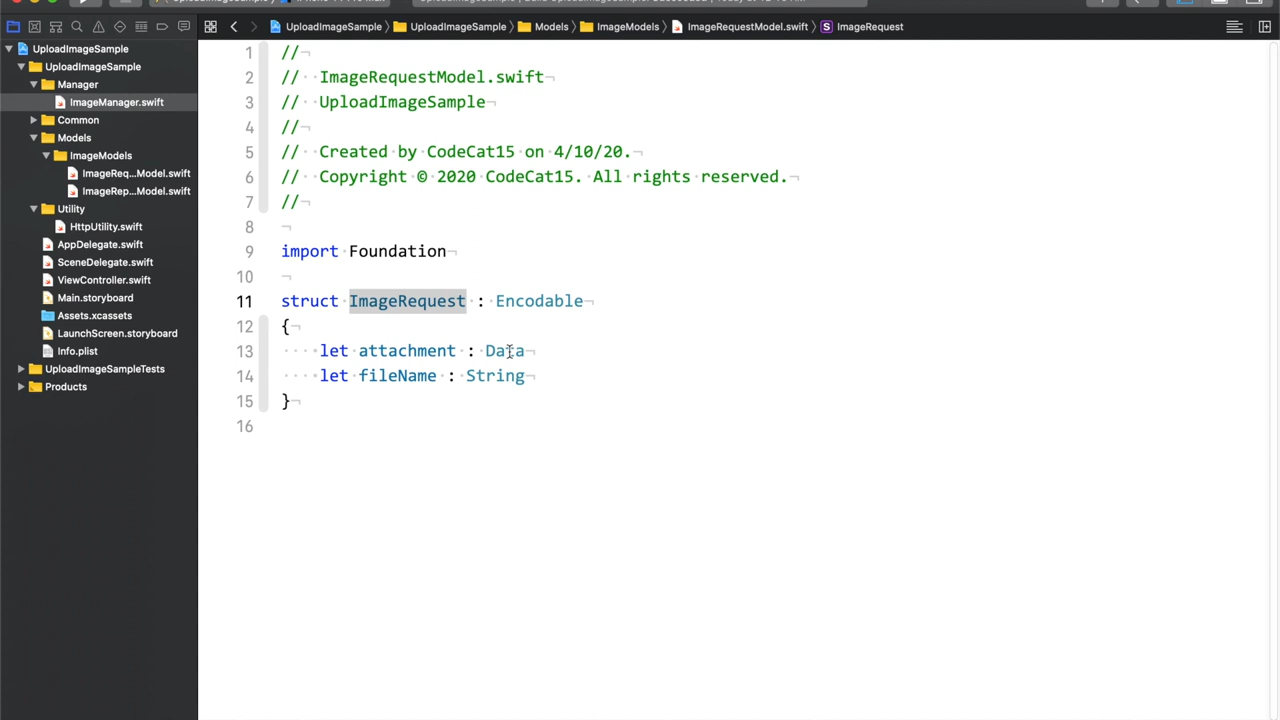 UploadImageSample > UploadImageSample > Models > ImageModels > ImageRequestModel.swift > S ImageRequest
UploadImageSample
UploadImageSample
Manager
ImageManager.swift
Common
Models
ImageModels
ImageReq...Model.swift
ImageRep...Model.swift
Utility
HttpUtility.swift
AppDelegate.swift
SceneDelegate.swift
ViewController.swift
Main.storyboard
Assets.xcassets
LaunchScreen.storyboard
Info.plist
UploadImageSampleTests
Products
1 //
2 // ImageRequestModel.swift
3 // UploadImageSample
4 //
5 // Created by CodeCat15 on 4/10/20.
6 // Copyright © 2020 CodeCat15. All rights reserved.
7 //
8
9 import Foundation
10
11 struct ImageRequest : Encodable
12 {
13 let attachment : Data
14 let fileName : String
15 }
16